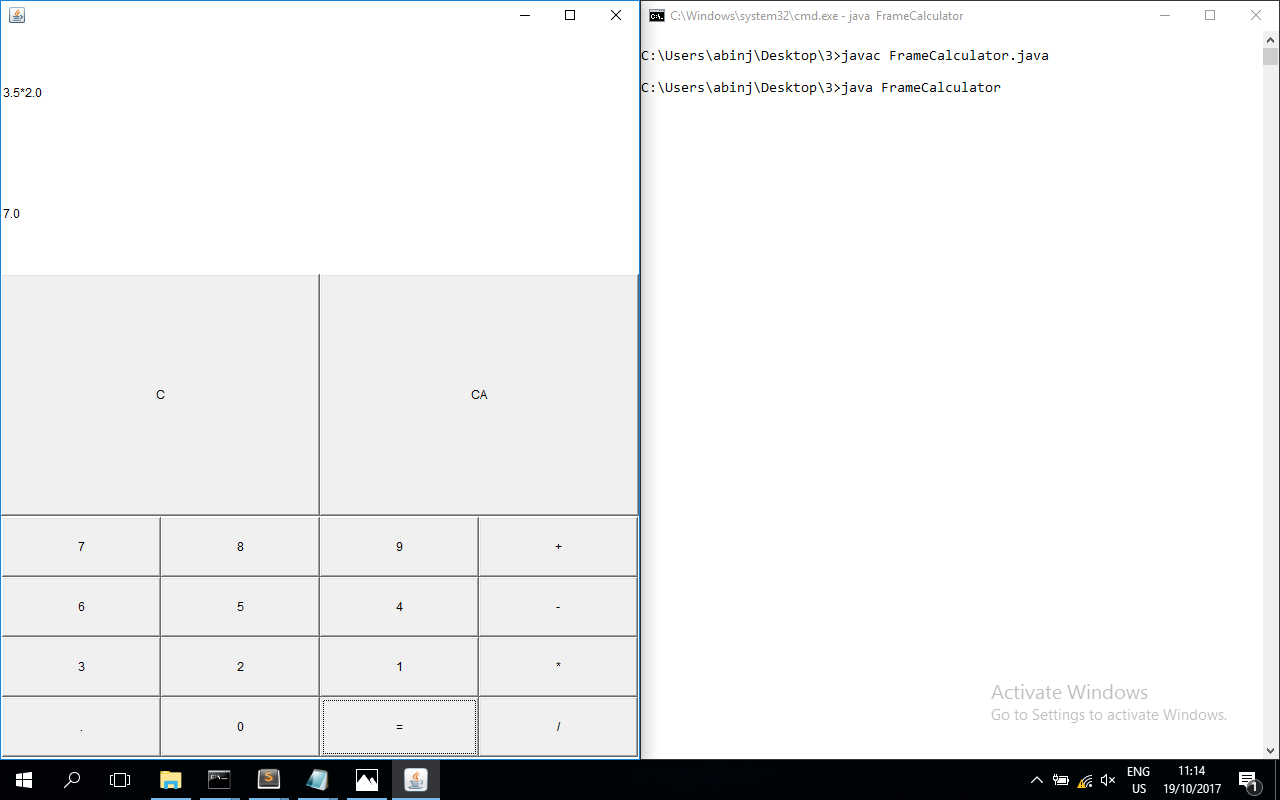 C:\Windows\system32\cmd.exe - java  FrameCalculator
3.5*2.0
7.0
C
CA
7 8 9 +
6 5 4 -
3 2 1 *
. 0 = /
C:\Users\abinj\Desktop\3>javac FrameCalculator.java
C:\Users\abinj\Desktop\3>java FrameCalculator
Activate Windows
Go to Settings to activate Windows.
ENG
US
11:14
19/10/2017
1